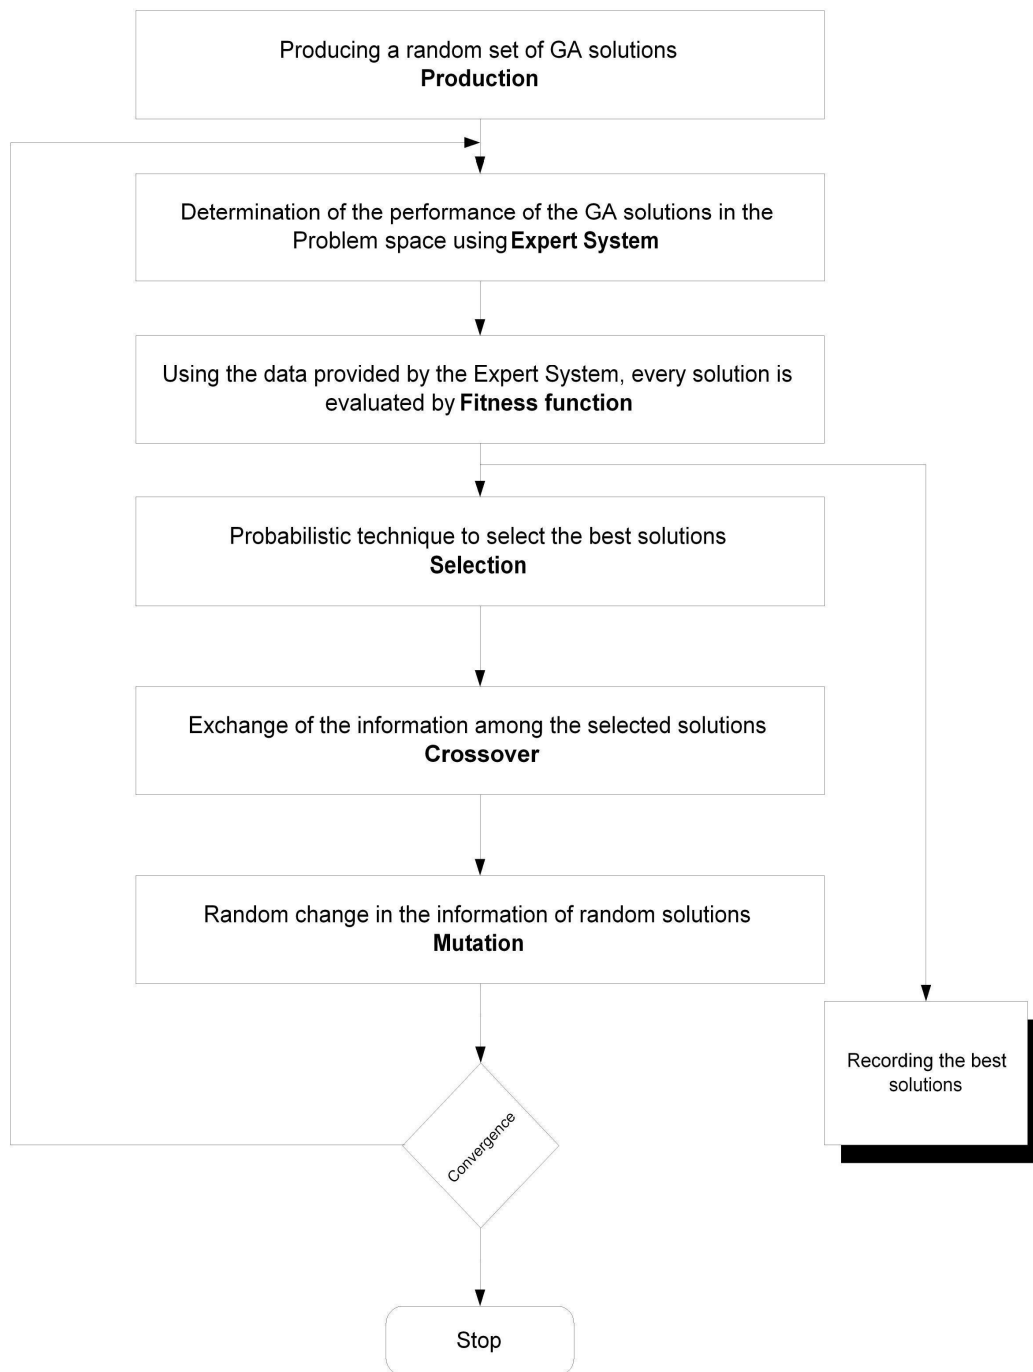 Producing a random set of GA solutions
Production
Determination of the performance of the GA solutions in the
Problem space using Expert System
Using the data provided by the Expert System, every solution is
evaluated by Fitness function
Probabilistic technique to select the best solutions
Selection
Exchange of the information among the selected solutions
Crossover
Random change in the information of random solutions
Mutation
Recording the best
solutions
Convergence
Stop